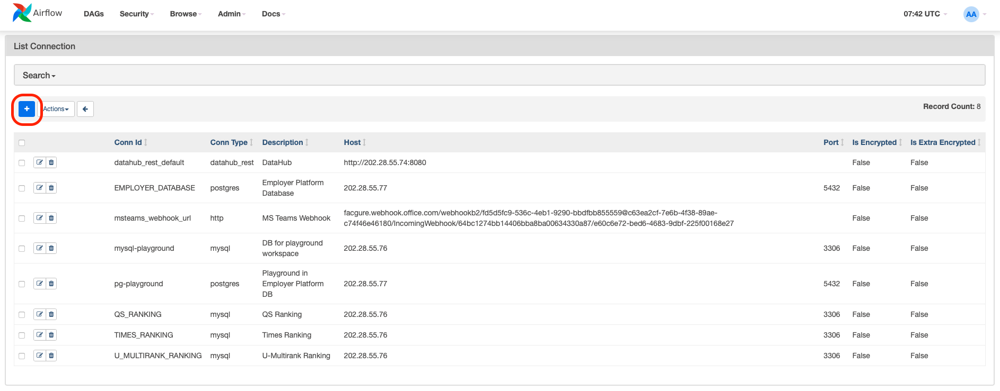 Airflow DAGs Security Browse Admin Docs 07:42 UTC AA
List Connection
Search
+ Actions Record Count: 8
Conn Id Conn Type Description Host Port Is Encrypted Is Extra Encrypted
datahub_rest_default datahub_rest DataHub http://202.28.55.74:8080 False False
EMPLOYER_DATABASE postgres Employer Platform
Database 202.28.55.77 5432 False False
msteams_webhook_url http MS Teams Webhook facgure.webhook.office.com/webhookb2/fd5d5fc9-536c-4eb1-9290-bbdfbb855559@c63ea2cf-7e6b-4f38-89ae-
c74f46e46180/IncomingWebhook/64bc1274bb14406bba8ba00634330a87/e60c6e72-bed6-4683-9dbf-225f00168e27 False False
mysql-playground mysql DB for playground
workspace 202.28.55.76 3306 False False
pg-playground postgres Playground in
Employer Platform
DB 202.28.55.77 5432 False False
QS_RANKING mysql QS Ranking 202.28.55.76 3306 False False
TIMES_RANKING mysql Times Ranking 202.28.55.76 3306 False False
U_MULTIRANK_RANKING mysql U-Multirank Ranking 202.28.55.76 3306 False False